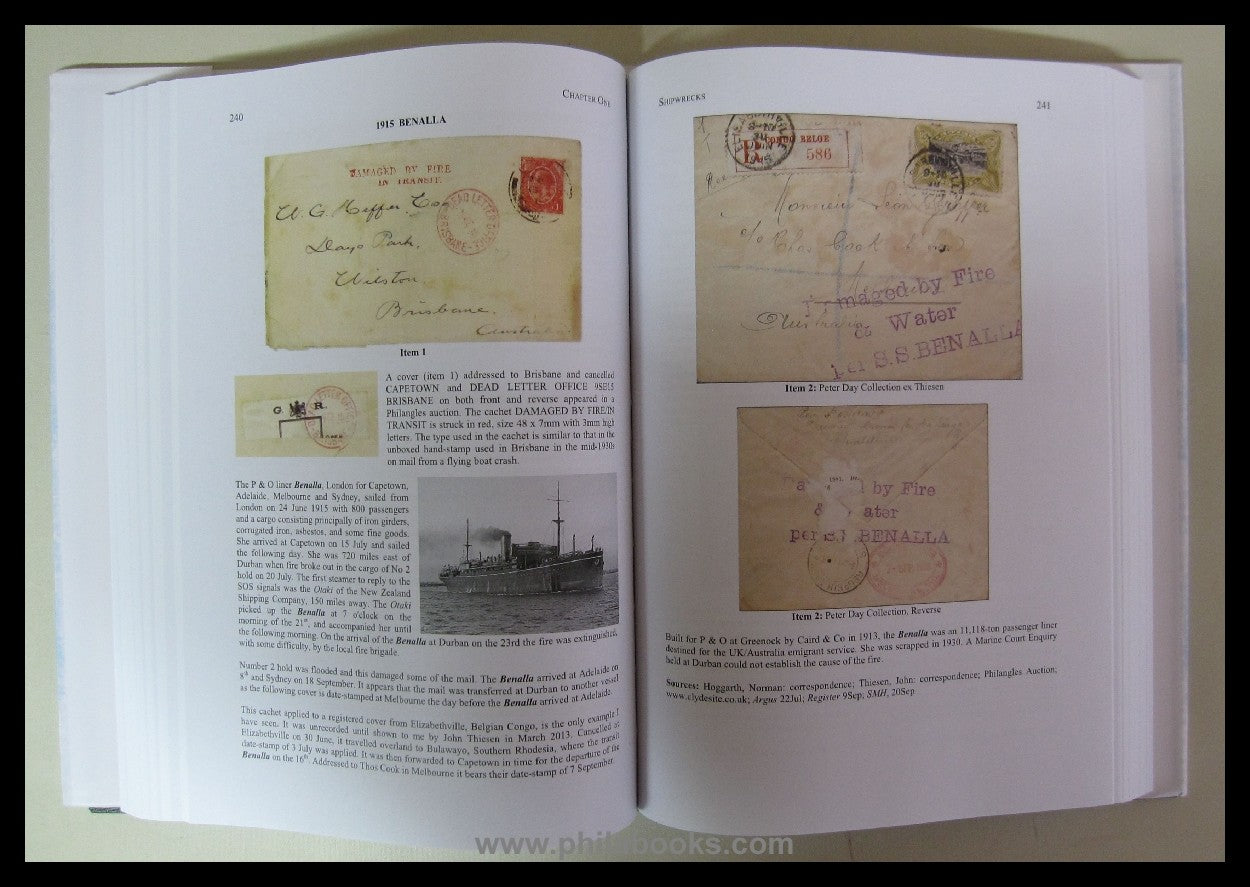 240
CHAPTER ONE
1915 BENALLA
DAMAGED BY FIRE
IN TRANSIT.
W. G. Heffer
Days Park,
Wilston
Brisbane.
Australia
Item 1
G R.
A cover (item 1) addressed to Brisbane and cancelled
CAPETOWN and DEAD LETTER OFFICE 9SE15
BRISBANE on both front and reverse appeared in a
Philangles auction. The cachet DAMAGED BY FIRE/IN
TRANSIT is struck in red, size 48 x 7mm with 3mm high
letters. The type used in the cachet is similar to that in the
unboxed hand-stamp used in Brisbane in the mid-1930s
on mail from a flying boat crash.
The P & O liner Benalla, London for Capetown,
Adelaide, Melbourne and Sydney, sailed from
London on 24 June 1915 with 800 passengers
and a cargo consisting principally of iron girders,
corrugated iron, asbestos, and some fine goods.
She arrived at Capetown on 15 July and sailed
the following day. She was 720 miles east of
Durban when fire broke out in the cargo of No 2
hold on 20 July. The first steamer to reply to the
SOS signals was the Otaki of the New Zealand
Shipping Company, 150 miles away. The Otaki
picked up the Benalla at 7 o'clock on the
morning of the 21st, and accompanied her until
the following morning. On the arrival of the Benalla at Durban on the 23rd the fire was extinguished,
with some difficulty, by the local fire brigade.
Number 2 hold was flooded and this damaged some of the mail. The Benalla arrived at Adelaide on
8th and Sydney on 18 September. It appears that the mail was transferred at Durban to another vessel
as the following cover is date-stamped at Melbourne the day before the Benalla arrived at Adelaide.
This cachet applied to a registered cover from Elizabethville, Belgian Congo, is the only example I
have seen. It was unrecorded until shown to me by John Thiesen in March 2013. Cancelled at
Elizabethville on 30 June, it travelled overland to Bulawayo, Southern Rhodesia, where the transit
date-stamp of 3 July was applied. It was then forwarded to Capetown in time for the departure of the
Benalla on the 16th. Addressed to Thos Cook in Melbourne it bears their date-stamp of 7 September.
SHIPWRECKS
241
R CONGO BELGE
586
Monsieur
c/o Chas Cook
Australia
Damaged by Fire
& Water
per S.S. BENALLA
Item 2: Peter Day Collection ex Thiesen
by Fire
& ater
per S. BENALLA
Item 2: Peter Day Collection, Reverse
Built for P & O at Greenock by Caird & Co in 1913, the Benalla was an 11,118-ton passenger liner
destined for the UK/Australia emigrant service. She was scrapped in 1930. A Marine Court Enquiry
held at Durban could not establish the cause of the fire.
Sources: Hoggarth, Norman: correspondence; Thiesen, John: correspondence; Philangles Auction;
www.clydesite.co.uk; Argus 22Jul; Register 9Sep; SMH, 20Sep
www.philabooks.com